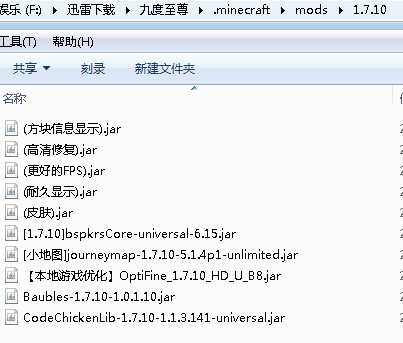 娱乐 (F:) ▸ 迅雷下载 ▸ 九度至尊 ▸ .minecraft ▸ mods ▸ 1.7.10
工具(T) 帮助(H)
共享 ▼ 刻录 新建文件夹
名称
(方块信息显示).jar
(高清修复).jar
(更好的FPS).jar
(耐久显示).jar
(皮肤).jar
[1.7.10]bspkrsCore-universal-6.15.jar
[小地图]journeymap-1.7.10-5.1.4p1-unlimited.jar
【本地游戏优化】OptiFine_1.7.10_HD_U_B8.jar
Baubles-1.7.10-1.0.1.10.jar
CodeChickenLib-1.7.10-1.1.3.141-universal.jar